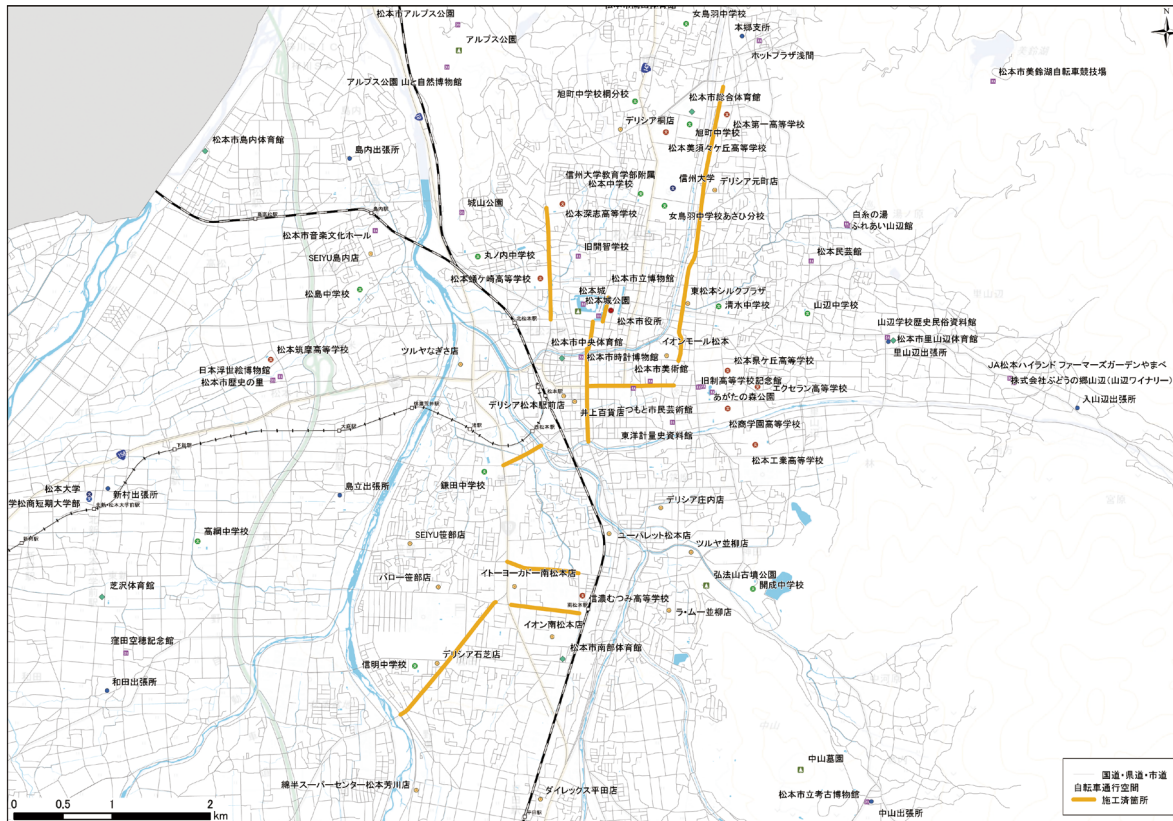 女鳥羽中学校
松本市アルプス公園
本郷支所
アルプス公園
ホットプラザ浅間
N
アルプス公園 山と自然博物館
松本市美鈴湖自転車競技場
旭町中学校桐分校
松本市総合体育館
デリシア桐店
松本第一高等学校
旭町中学校
松本市島内体育館
松本美須々ケ丘高等学校
島内出張所
信州大学教育学部附属
松本中学校
信州大学
デリシア元町店
城山公園
松本深志高等学校
女鳥羽中学校あさひ分校
白糸の湯
ふれあい山辺館
松本市音楽文化ホール
旧開智学校
松本民芸館
SEIYU島内店
丸ノ内中学校
松本蟻ケ崎高等学校
松本市立博物館
松島中学校
松本城
東松本シルクプラザ
松本城公園
清水中学校
山辺中学校
北松本駅
松本市役所
山辺学校歴史民俗資料館
松本市中央体育館
イオンモール松本
松本市里山辺体育館
里山辺出張所
松本筑摩高等学校
ツルヤなぎさ店
松本市時計博物館
松本県ケ丘高等学校
JA松本ハイランド ファーマーズガーデンやまべ
日本浮世絵博物館
松本市美術館
旧制高等学校記念館
エクセラン高等学校
株式会社ぶどうの郷山辺(山辺ワイナリー)
松本市歴史の里
松本駅
あがたの森公園
デリシア松本駅前店
井上百貨店
まつもと市民芸術館
入山辺出張所
松商学園高等学校
西松本駅
東洋計量史資料館
松本工業高等学校
鎌田中学校
松本大学
新村出張所
島立出張所
学松商短期大学部
デリシア庄内店
高綱中学校
SEIYU笹部店
ユーパレット松本店
ツルヤ並柳店
イトーヨーカドー南松本店
弘法山古墳公園
バロー笹部店
開成中学校
芝沢体育館
信濃むつみ高等学校
南松本駅
ラ・ムー並柳店
イオン南松本店
窪田空穂記念館
松本市南部体育館
デリシア石芝店
信明中学校
和田出張所
中山
中山墓園
国道・県道・市道
自転車通行空間
施工済箇所
綿半スーパーセンター松本芳川店
ダイレックス平田店
松本市立考古博物館
0 0.5 1 2
km
平田駅
中山出張所